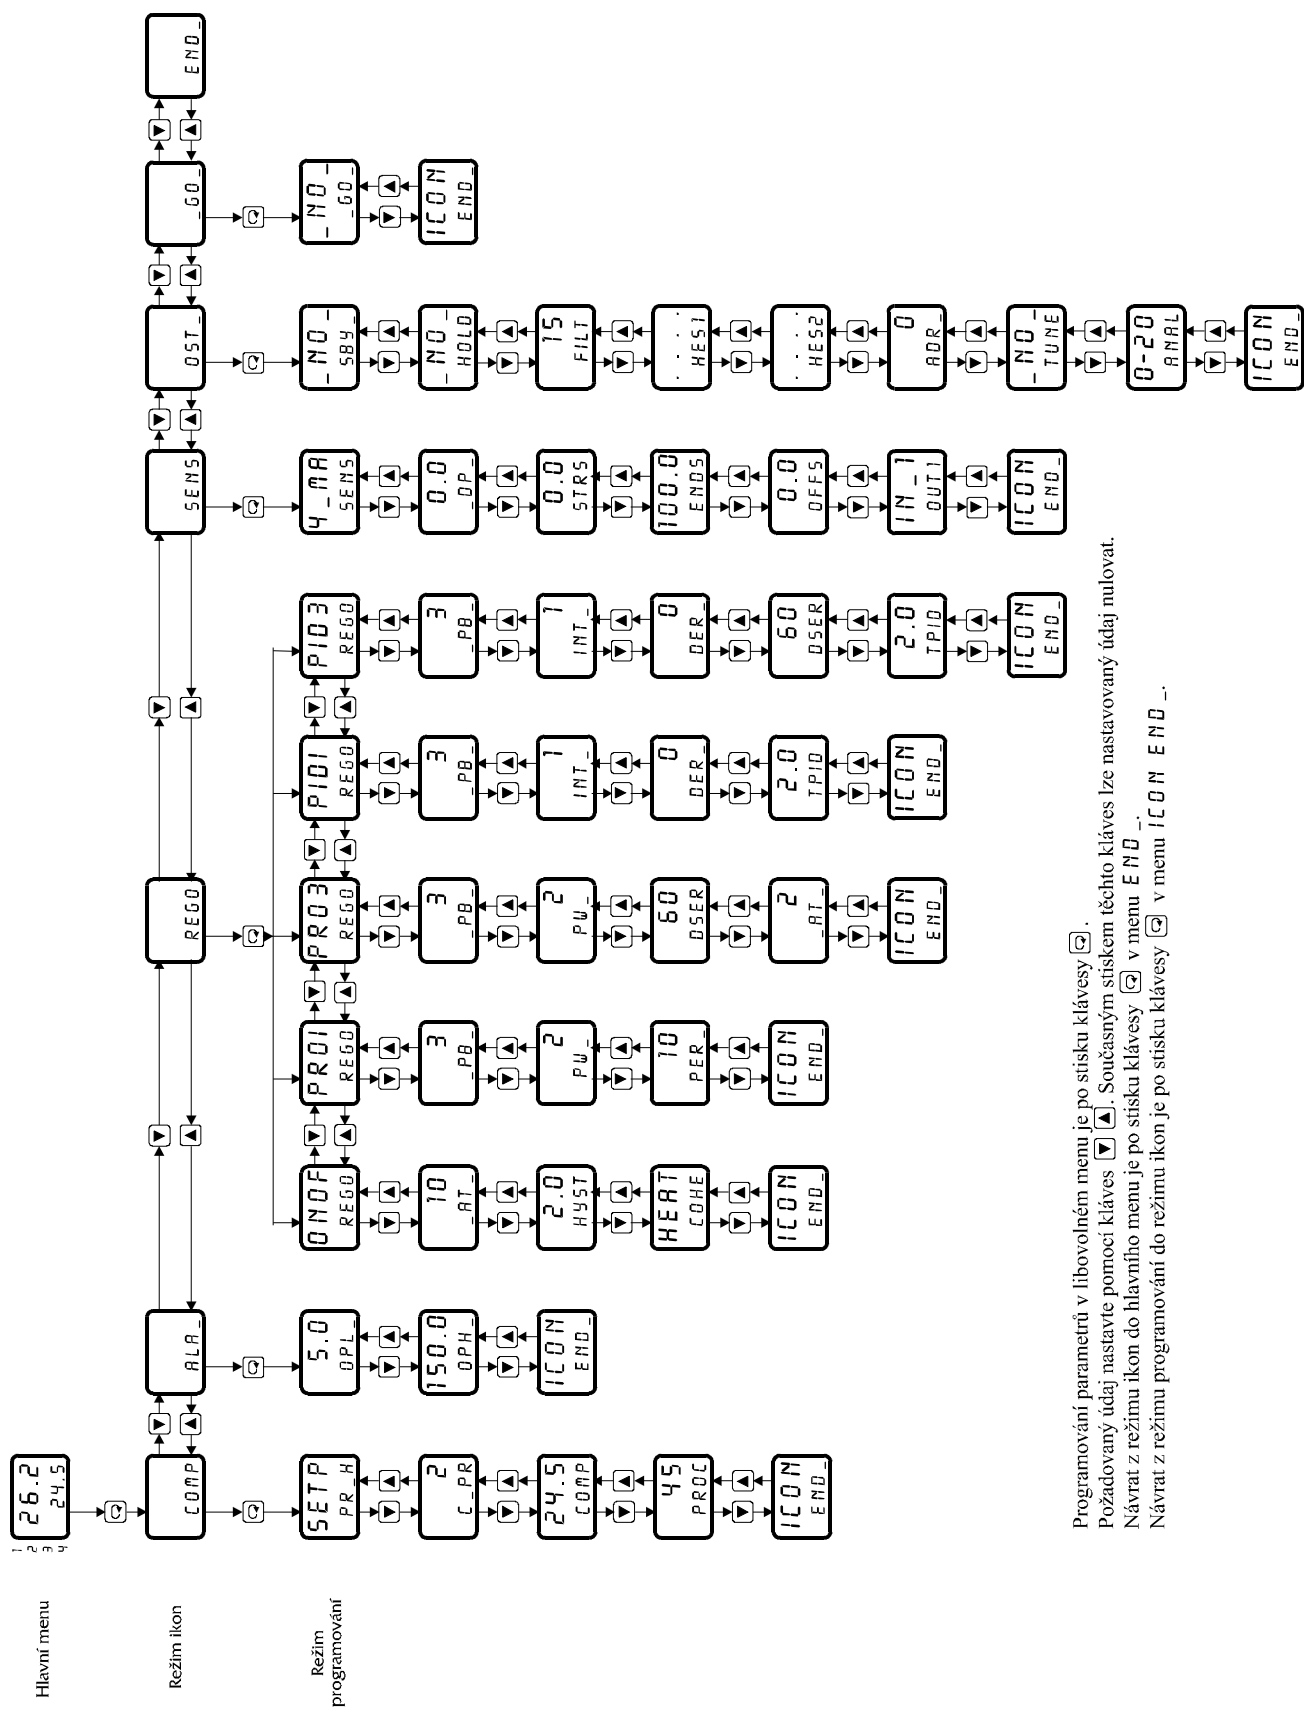 Hlavní menu
1
2
3
4
26.2
24.5
Režim ikon
COMP
ALA_
REGO
SENS
OST_
_GO_
END_
Režim
programování
SETP
PR_H
2
C_PR
24.5
COMP
45
PROC
ICON
END_
5.0
OPL_
150.0
OPH_
ICON
END_
ONOF
REGO
10
_AT_
2.0
HYST
HEAT
COHE
ICON
END_
PRO1
REGO
3
_PB_
2
PW_
10
PER_
ICON
END_
PRO3
REGO
3
_PB_
2
PW_
60
DSER
2
_AT_
ICON
END_
PID1
REGO
3
_PB_
1
INT_
0
DER_
2.0
TPID
ICON
END_
PID3
REGO
3
_PB_
1
INT_
0
DER_
60
DSER
2.0
TPID
ICON
END_
4_MA
SENS
0.0
_DP_
0.0
STRS
100.0
ENDS
0.0
OFFS
IN_1
OUT1
ICON
END_
_NO_
SBY_
_NO_
HOLD
15
FILT
....
HES1
....
HES2
0
ADR_
_NO_
TUNE
0-20
ANAL
ICON
END_
_NO_
_GO_
ICON
END_
Programování parametrů v libovolném menu je po stisku klávesy .
Požadovaný údaj nastavte pomocí kláves ▼ ▲. Současným stiskem těchto kláves lze nastavovaný údaj nulovat.
Návrat z režimu ikon do hlavního menu je po stisku klávesy v menu END_.
Návrat z režimu programování do režimu ikon je po stisku klávesy v menu ICON END_.